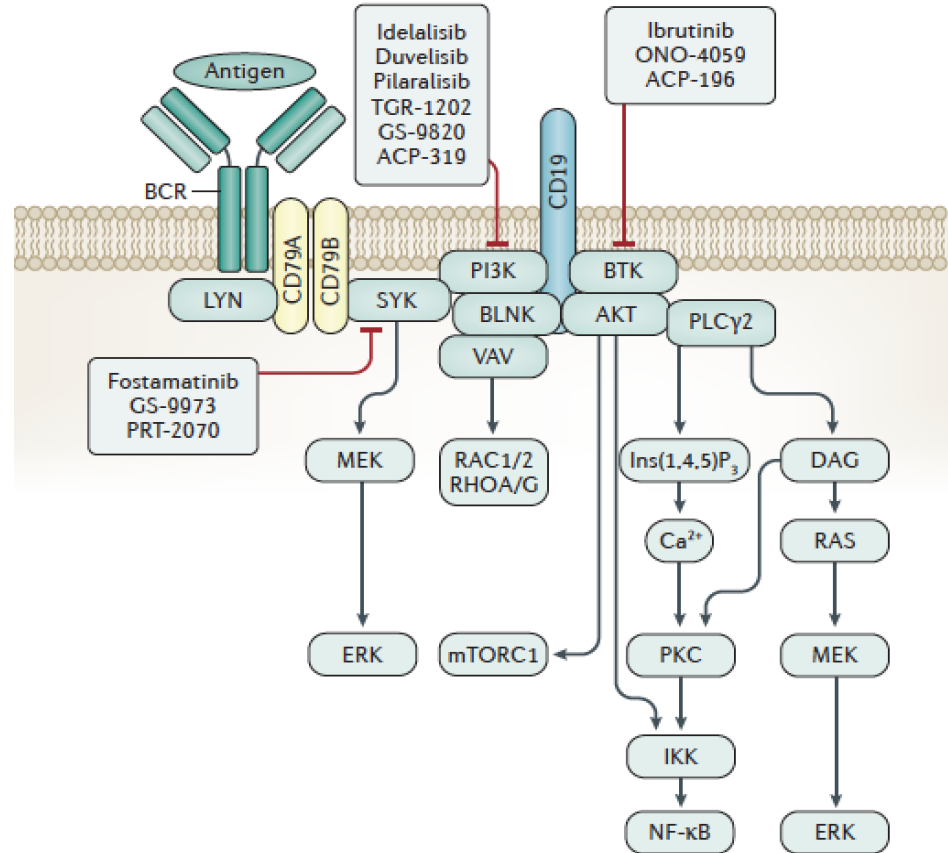 Idelalisib
Duvelisib
Pilaralisib
TGR-1202
GS-9820
ACP-319
Ibrutinib
ONO-4059
ACP-196
Antigen
BCR
CD19
CD79A
CD79B
LYN
SYK
PI3K
BTK
BLNK
AKT
PLCγ2
VAV
Fostamatinib
GS-9973
PRT-2070
MEK
RAC1/2
RHOA/G
Ins(1,4,5)P₃
DAG
Ca²⁺
RAS
ERK
mTORC1
PKC
MEK
IKK
NF-κB
ERK